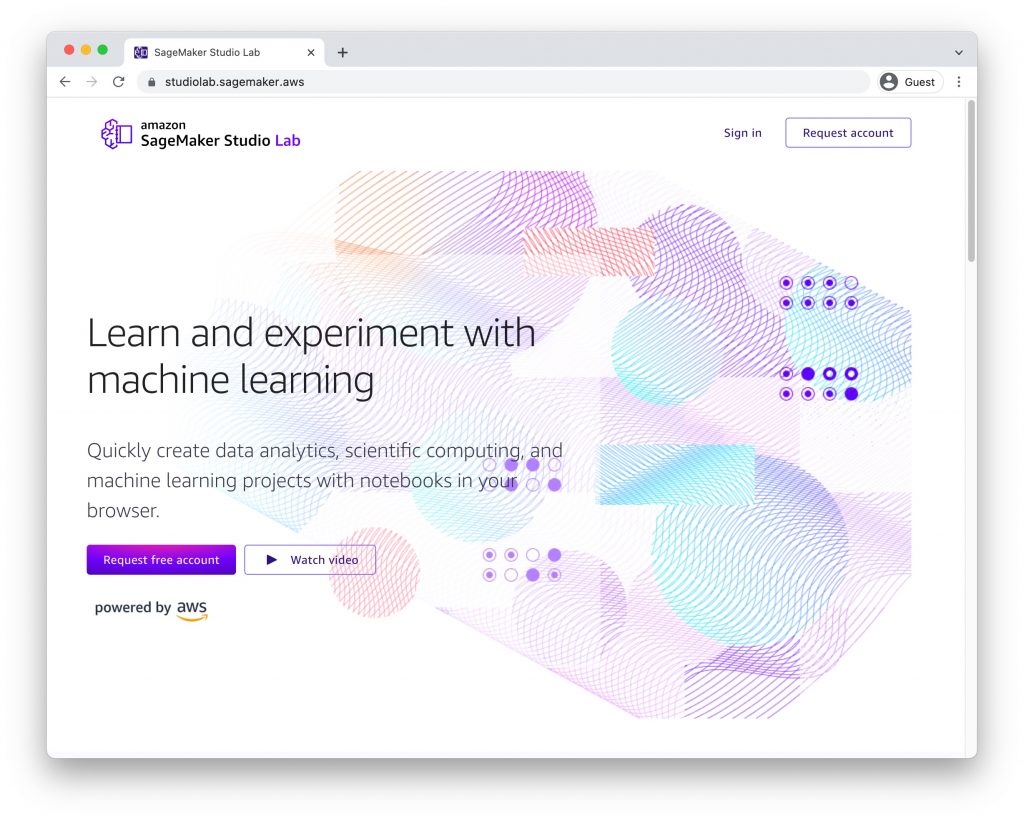 SageMaker Studio Lab
studiolab.sagemaker.aws
Guest
amazon
SageMaker Studio Lab
Sign in
Request account
Learn and experiment with
machine learning
Quickly create data analytics, scientific computing, and
machine learning projects with notebooks in your
browser.
Request free account
Watch video
powered by aws